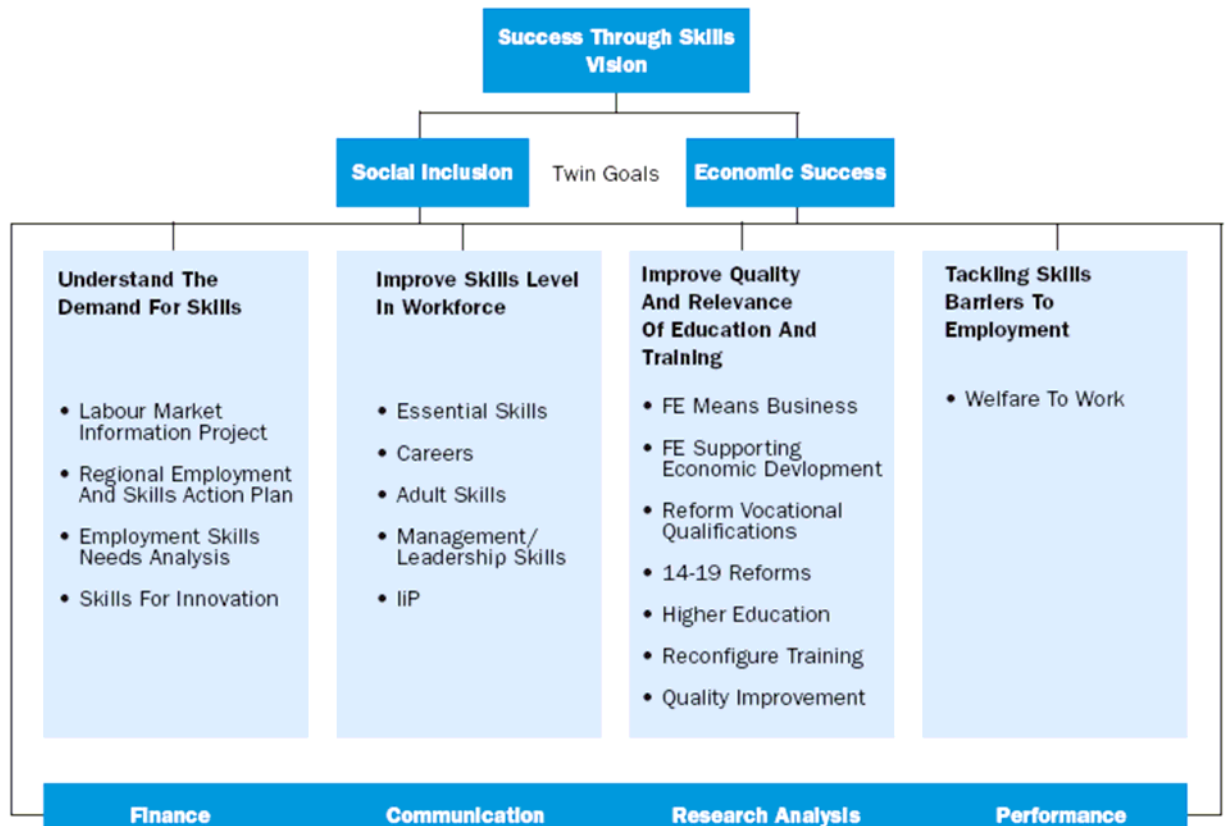 Success Through Skills
Vision
Social Inclusion
Twin Goals
Economic Success
Understand The
Demand For Skills
• Labour Market
Information Project
• Regional Employment
And Skills Action Plan
• Employment Skills
Needs Analysis
• Skills For Innovation
Improve Skills Level
In Workforce
• Essential Skills
• Careers
• Adult Skills
• Management/
Leadership Skills
• IiP
Improve Quality
And Relevance
Of Education And
Training
• FE Means Business
• FE Supporting
Economic Devlopment
• Reform Vocational
Qualifications
• 14-19 Reforms
• Higher Education
• Reconfigure Training
• Quality Improvement
Tackling Skills
Barriers To
Employment
• Welfare To Work
Finance
Communication
Research Analysis
Performance